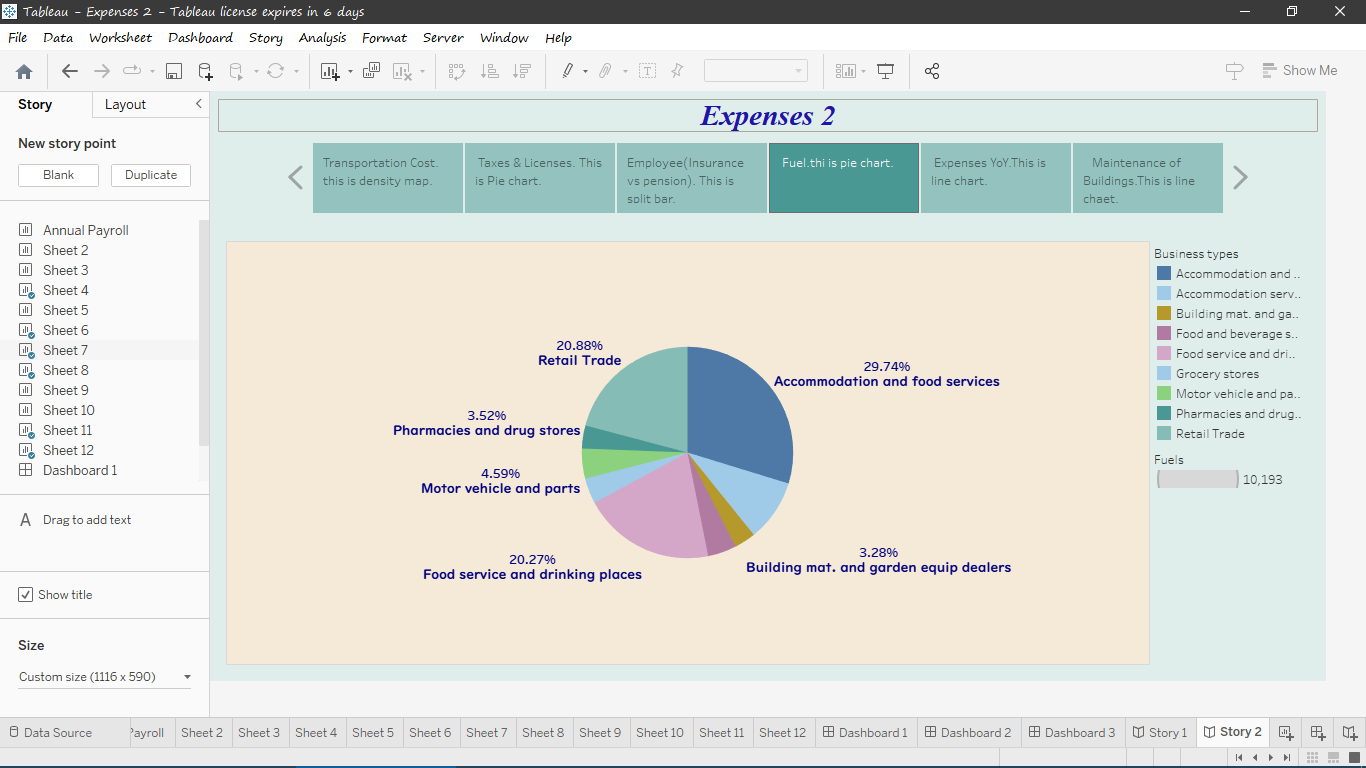 Tableau - Expenses 2 - Tableau license expires in 6 days
File Data Worksheet Dashboard Story Analysis Format Server Window Help
Show Me
Story Layout
New story point
Blank Duplicate
Annual Payroll
Sheet 2
Sheet 3
Sheet 4
Sheet 5
Sheet 6
Sheet 7
Sheet 8
Sheet 9
Sheet 10
Sheet 11
Sheet 12
Dashboard 1
A Drag to add text
Show title
Size
Custom size (1116 x 590)
Expenses 2
Transportation Cost.
this is density map.
Taxes & Licenses. This
is Pie chart.
Employee(Insurance
vs pension). This is
solit bar.
Fuel.thi is pie chart.
Expenses YoY.This is
line chart.
Maintenance of
Buildings.This is line
chaet.
20.88%
Retail Trade
29.74%
Accommodation and food services
3.52%
Pharmacies and drug stores
4.59%
Motor vehicle and parts
20.27%
Food service and drinking places
3.28%
Building mat. and garden equip dealers
Business types
Accommodation and ..
Accommodation serv..
Building mat. and ga..
Food and beverage s..
Food service and dri..
Grocery stores
Motor vehicle and pa..
Pharmacies and drug..
Retail Trade
Fuels
10,193
Data Source Payroll Sheet 2 Sheet 3 Sheet 4 Sheet 5 Sheet 6 Sheet 7 Sheet 8 Sheet 9 Sheet 10 Sheet 11 Sheet 12 Dashboard 1 Dashboard 2 Dashboard 3 Story 1 Story 2